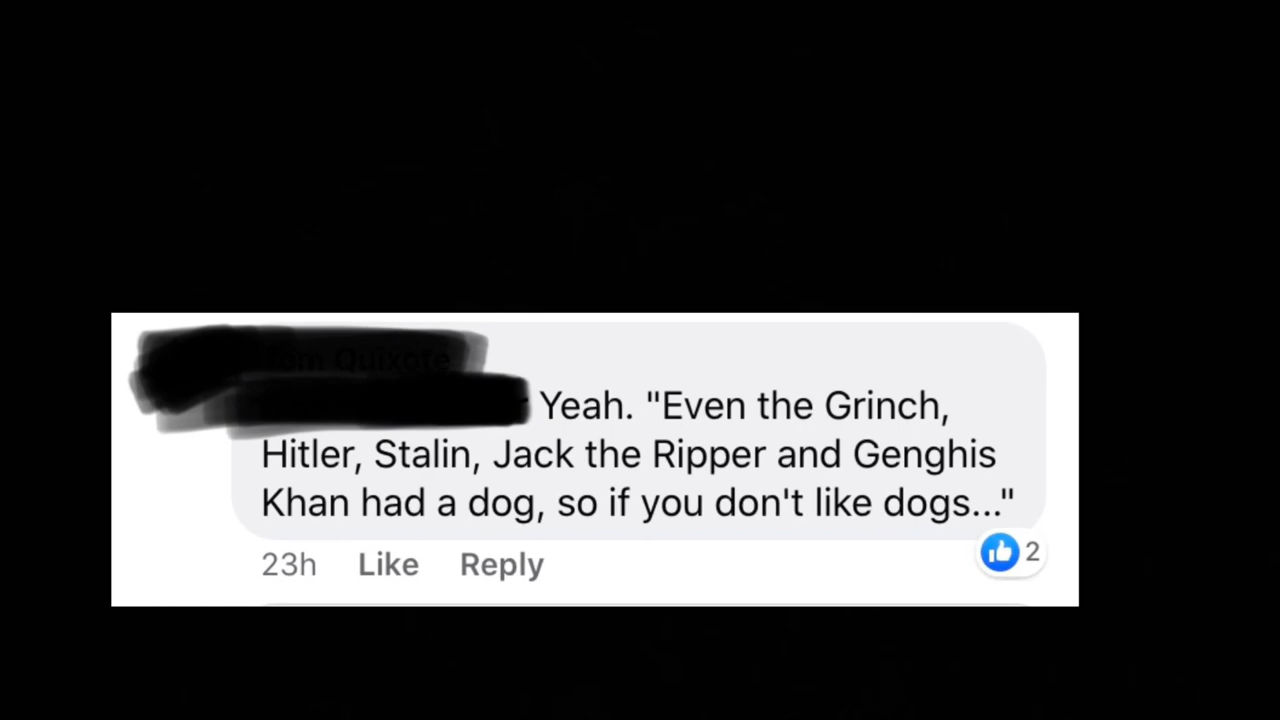 Yeah. "Even the Grinch,
Hitler, Stalin, Jack the Ripper and Genghis
Khan had a dog, so if you don't like dogs..."
23h Like Reply
2